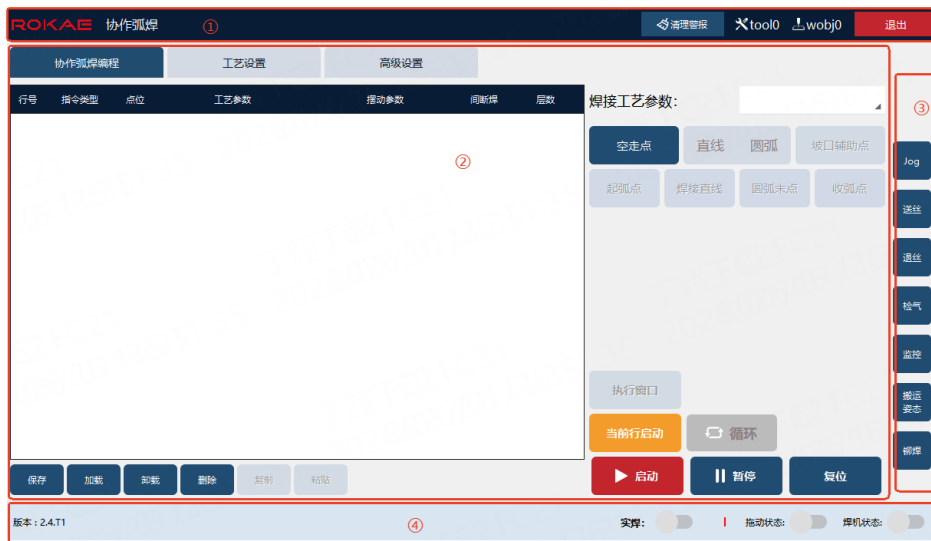 ROKAE 协作弧焊 ① 清理警报 tool0 wobj0 退出
协作弧焊编程 工艺设置 高级设置
行号 指令类型 点位 工艺参数 摆动参数 间断焊 层数
②
焊接工艺参数:
空走点 直线 圆弧 坡口辅助点
起弧点 焊接直线 圆弧末点 收弧点
执行窗口
当前行启动 循环
启动 暂停 复位
保存 加载 卸载 删除 复制 粘贴
③
Jog
送丝
退丝
检气
监控
搬运
姿态
铆焊
版本：2.4.T1 ④ 实焊: 拖动状态: 焊机状态: